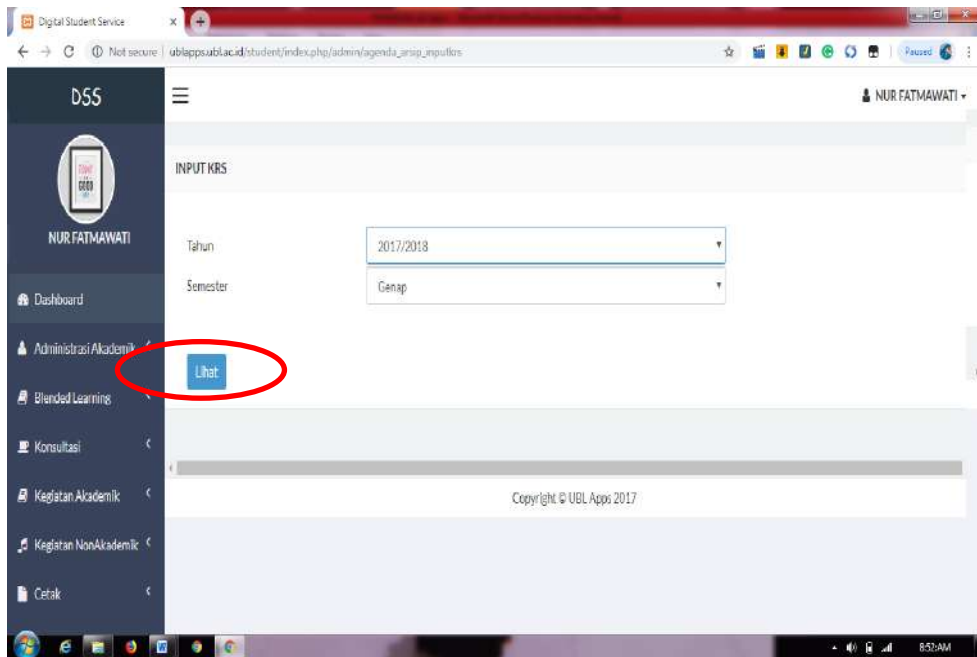 Digital Student Service
Not secure | ublapps.ubl.ac.id/student/index.php/admin/agenda_arsip_inputkrs
Paused
DSS
NUR FATMAWATI
INPUT KRS
NUR FATMAWATI
Tahun
2017/2018
Semester
Genap
Dashboard
Administrasi Akademik
Lihat
Blended Learning
Konsultasi
Kegiatan Akademik
Copyright © UBL Apps 2017
Kegiatan NonAkademik
Cetak
8:52 AM